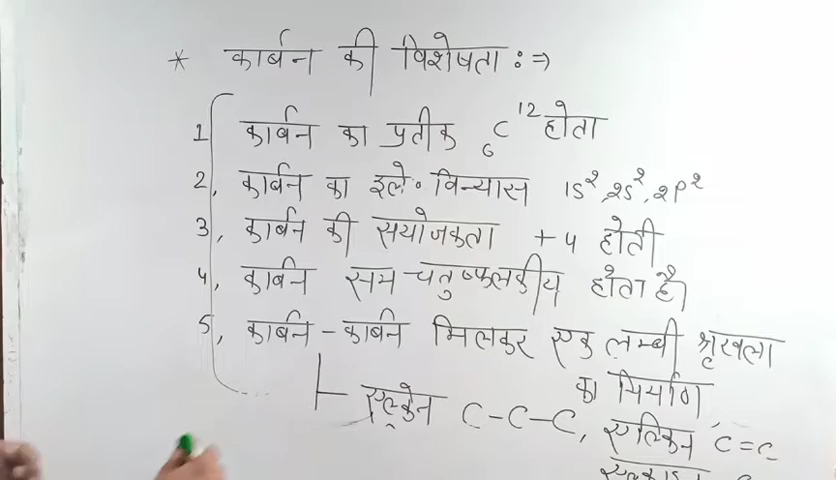 * कार्बन की विशेषता : ⇒
1 कार्बन का प्रतीक ₆C¹² होता
2, कार्बन का इले॰ विन्यास 1S², 2S², 2P²
3, कार्बन की सयोजकता +4 होती
4, कार्बन सम-चतुष्फलकीय होता है।
5, कार्बन-कार्बन मिलकर एक लम्बी श्रृखला
का निर्माण
एल्केन C-C-C, एल्किन C=C